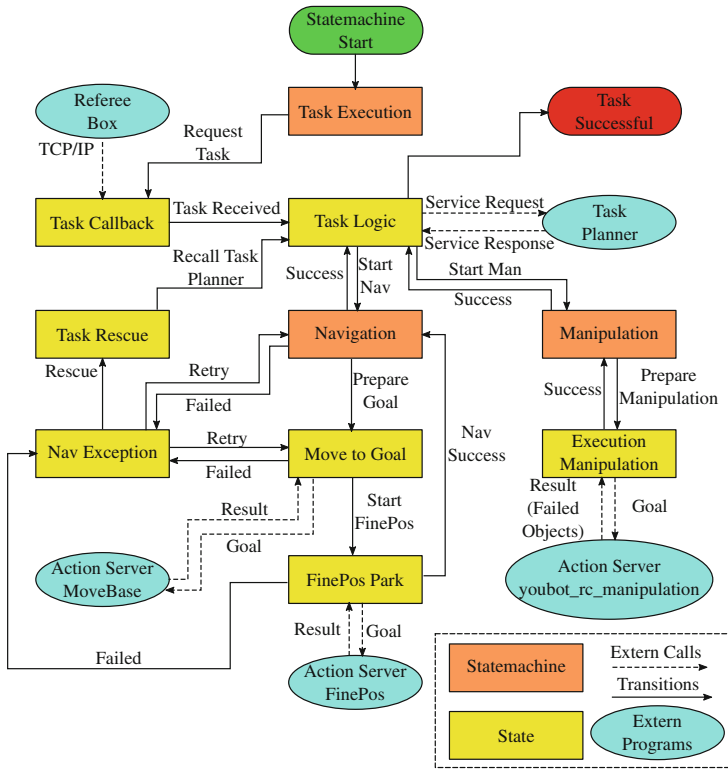 Statemachine
Start
Referee
Box
Task Execution
Task
Successful
Request
Task
TCP/IP
Task Callback
Task Received
Task Logic
Service Request
Service Response
Task
Planner
Recall Task
Planner
Success
Start
Nav
Start Man
Success
Task Rescue
Navigation
Manipulation
Rescue
Retry
Failed
Prepare
Goal
Success
Prepare
Manipulation
Nav Exception
Retry
Failed
Move to Goal
Nav
Success
Execution
Manipulation
Result
Goal
Start
FinePos
Result
(Failed
Objects)
Goal
Action Server
MoveBase
FinePos Park
Action Server
youbot_rc_manipulation
Failed
Result
Goal
Action Server
FinePos
Statemachine
Extern Calls
Transitions
State
Extern
Programs